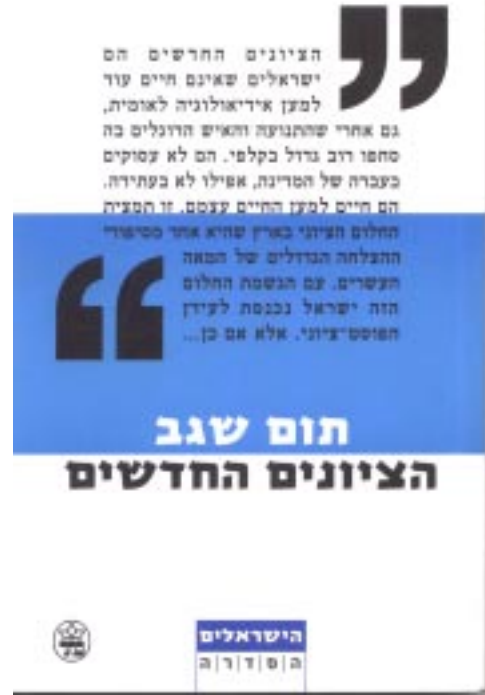 הציונים החדשים הם
ישראלים שאינם חיים עוד
למען אידיאולוגיה לאומית,
גם אחרי שהתנועה והאיש הדוגלים בה
סחפו רוב גדול בקלפי. הם לא עסוקים
בעברה של המדינה, אפילו לא בעתידה.
הם חיים למען החיים עצמם. זו תמצית
החלום הציוני בארץ שהיא אחד מסיפורי
ההצלחה הגדולים של המאה
העשרים. עם הגשמת החלום
הזה ישראל נכנסת לעידן
הפוסט־ציוני. אלא אם כן...
תום שגב
הציונים החדשים
הישראלים
ה|ס|ד|ר|ה